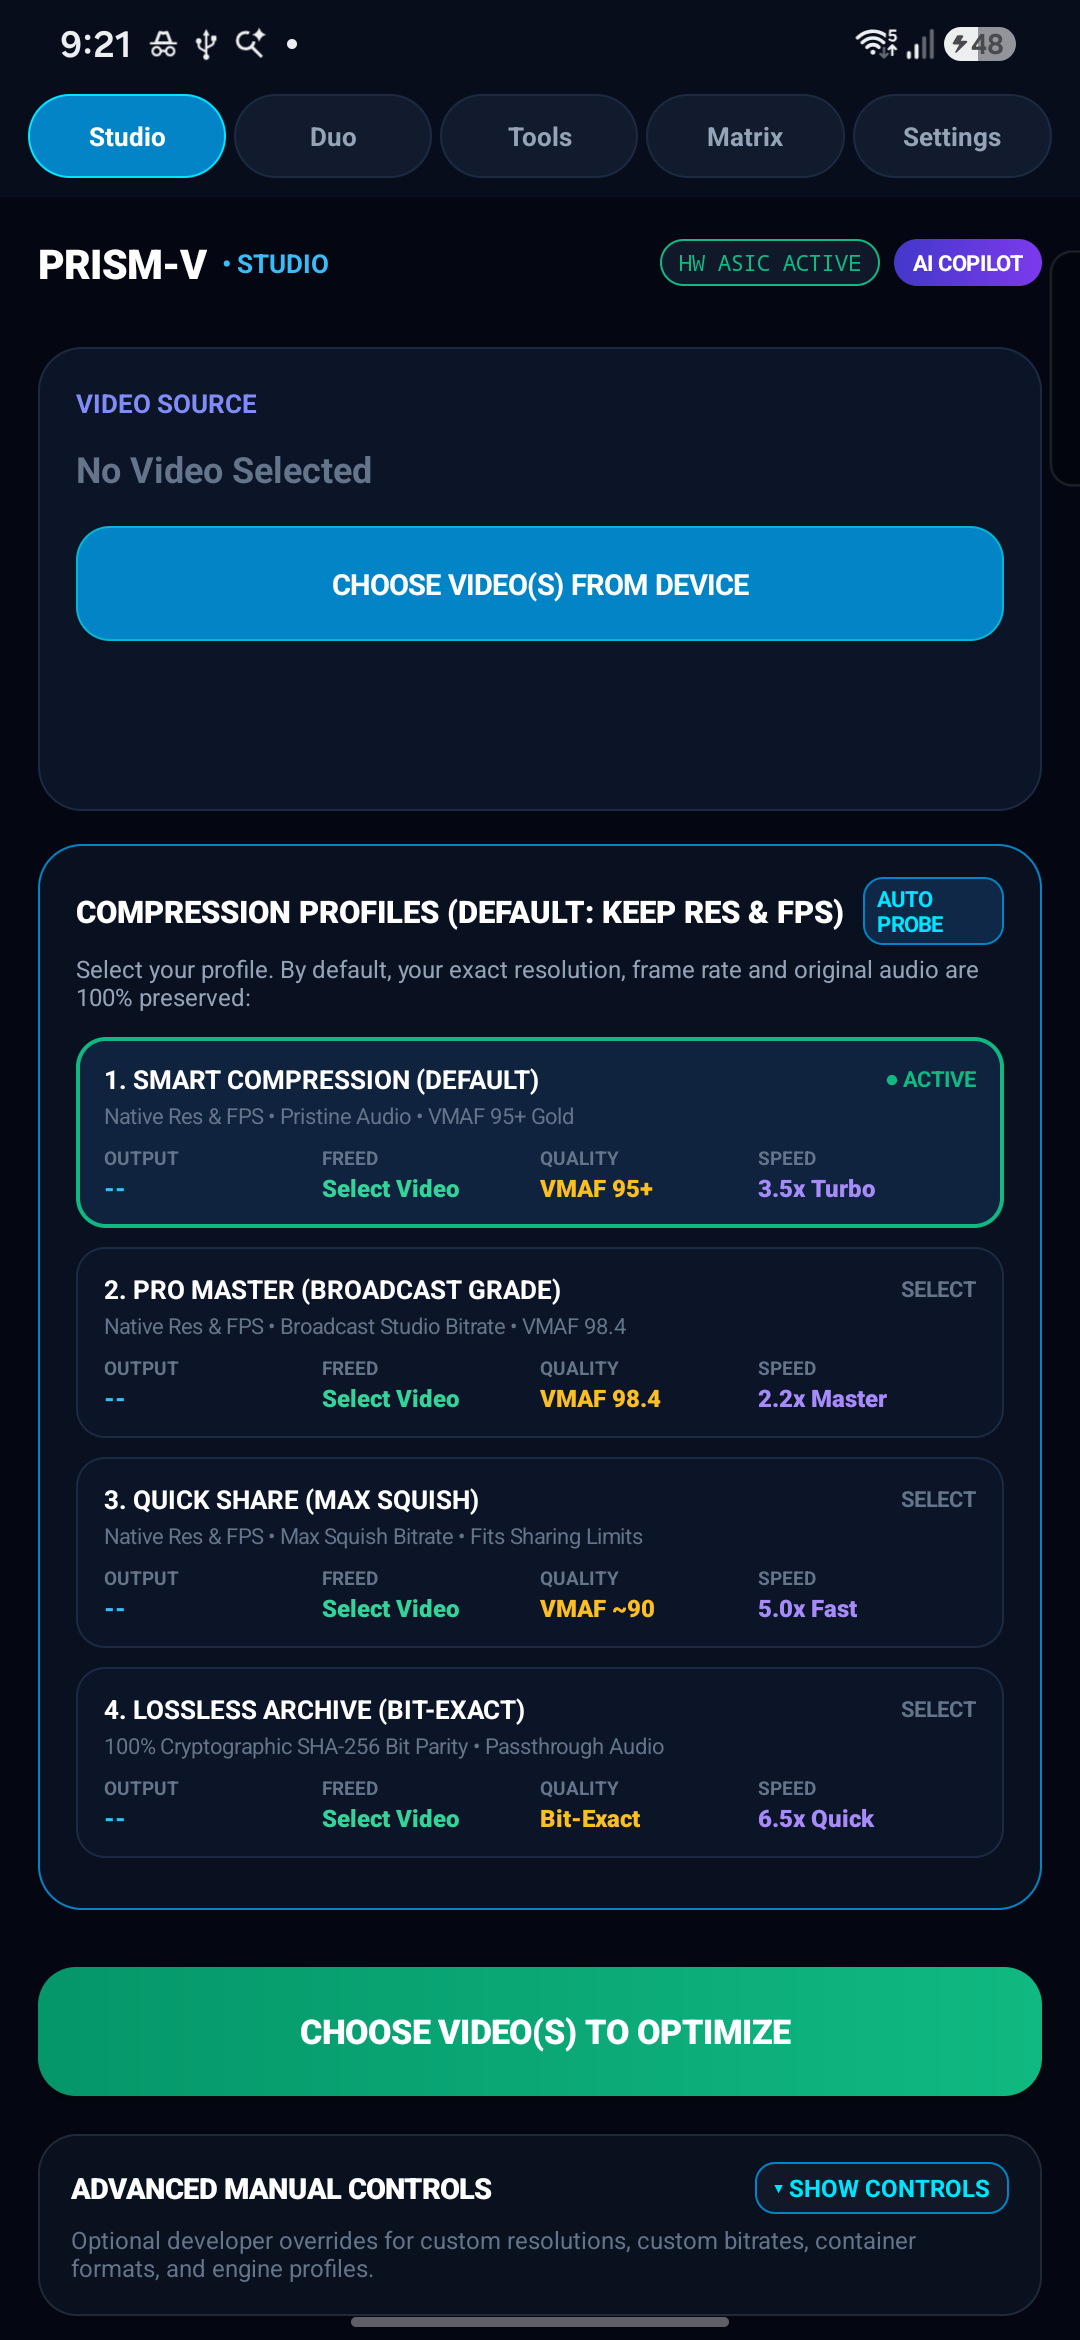 9:21
5
48
Studio
Duo
Tools
Matrix
Settings
PRISM-V • STUDIO
HW ASIC ACTIVE
AI COPILOT
VIDEO SOURCE
No Video Selected
CHOOSE VIDEO(S) FROM DEVICE
COMPRESSION PROFILES (DEFAULT: KEEP RES & FPS)
AUTO
PROBE
Select your profile. By default, your exact resolution, frame rate and original audio are
100% preserved:
1. SMART COMPRESSION (DEFAULT)
● ACTIVE
Native Res & FPS • Pristine Audio • VMAF 95+ Gold
OUTPUT FREED QUALITY SPEED
-- Select Video VMAF 95+ 3.5x Turbo
2. PRO MASTER (BROADCAST GRADE)
SELECT
Native Res & FPS • Broadcast Studio Bitrate • VMAF 98.4
OUTPUT FREED QUALITY SPEED
-- Select Video VMAF 98.4 2.2x Master
3. QUICK SHARE (MAX SQUISH)
SELECT
Native Res & FPS • Max Squish Bitrate • Fits Sharing Limits
OUTPUT FREED QUALITY SPEED
-- Select Video VMAF ~90 5.0x Fast
4. LOSSLESS ARCHIVE (BIT-EXACT)
SELECT
100% Cryptographic SHA-256 Bit Parity • Passthrough Audio
OUTPUT FREED QUALITY SPEED
-- Select Video Bit-Exact 6.5x Quick
CHOOSE VIDEO(S) TO OPTIMIZE
ADVANCED MANUAL CONTROLS
▼ SHOW CONTROLS
Optional developer overrides for custom resolutions, custom bitrates, container
formats, and engine profiles.